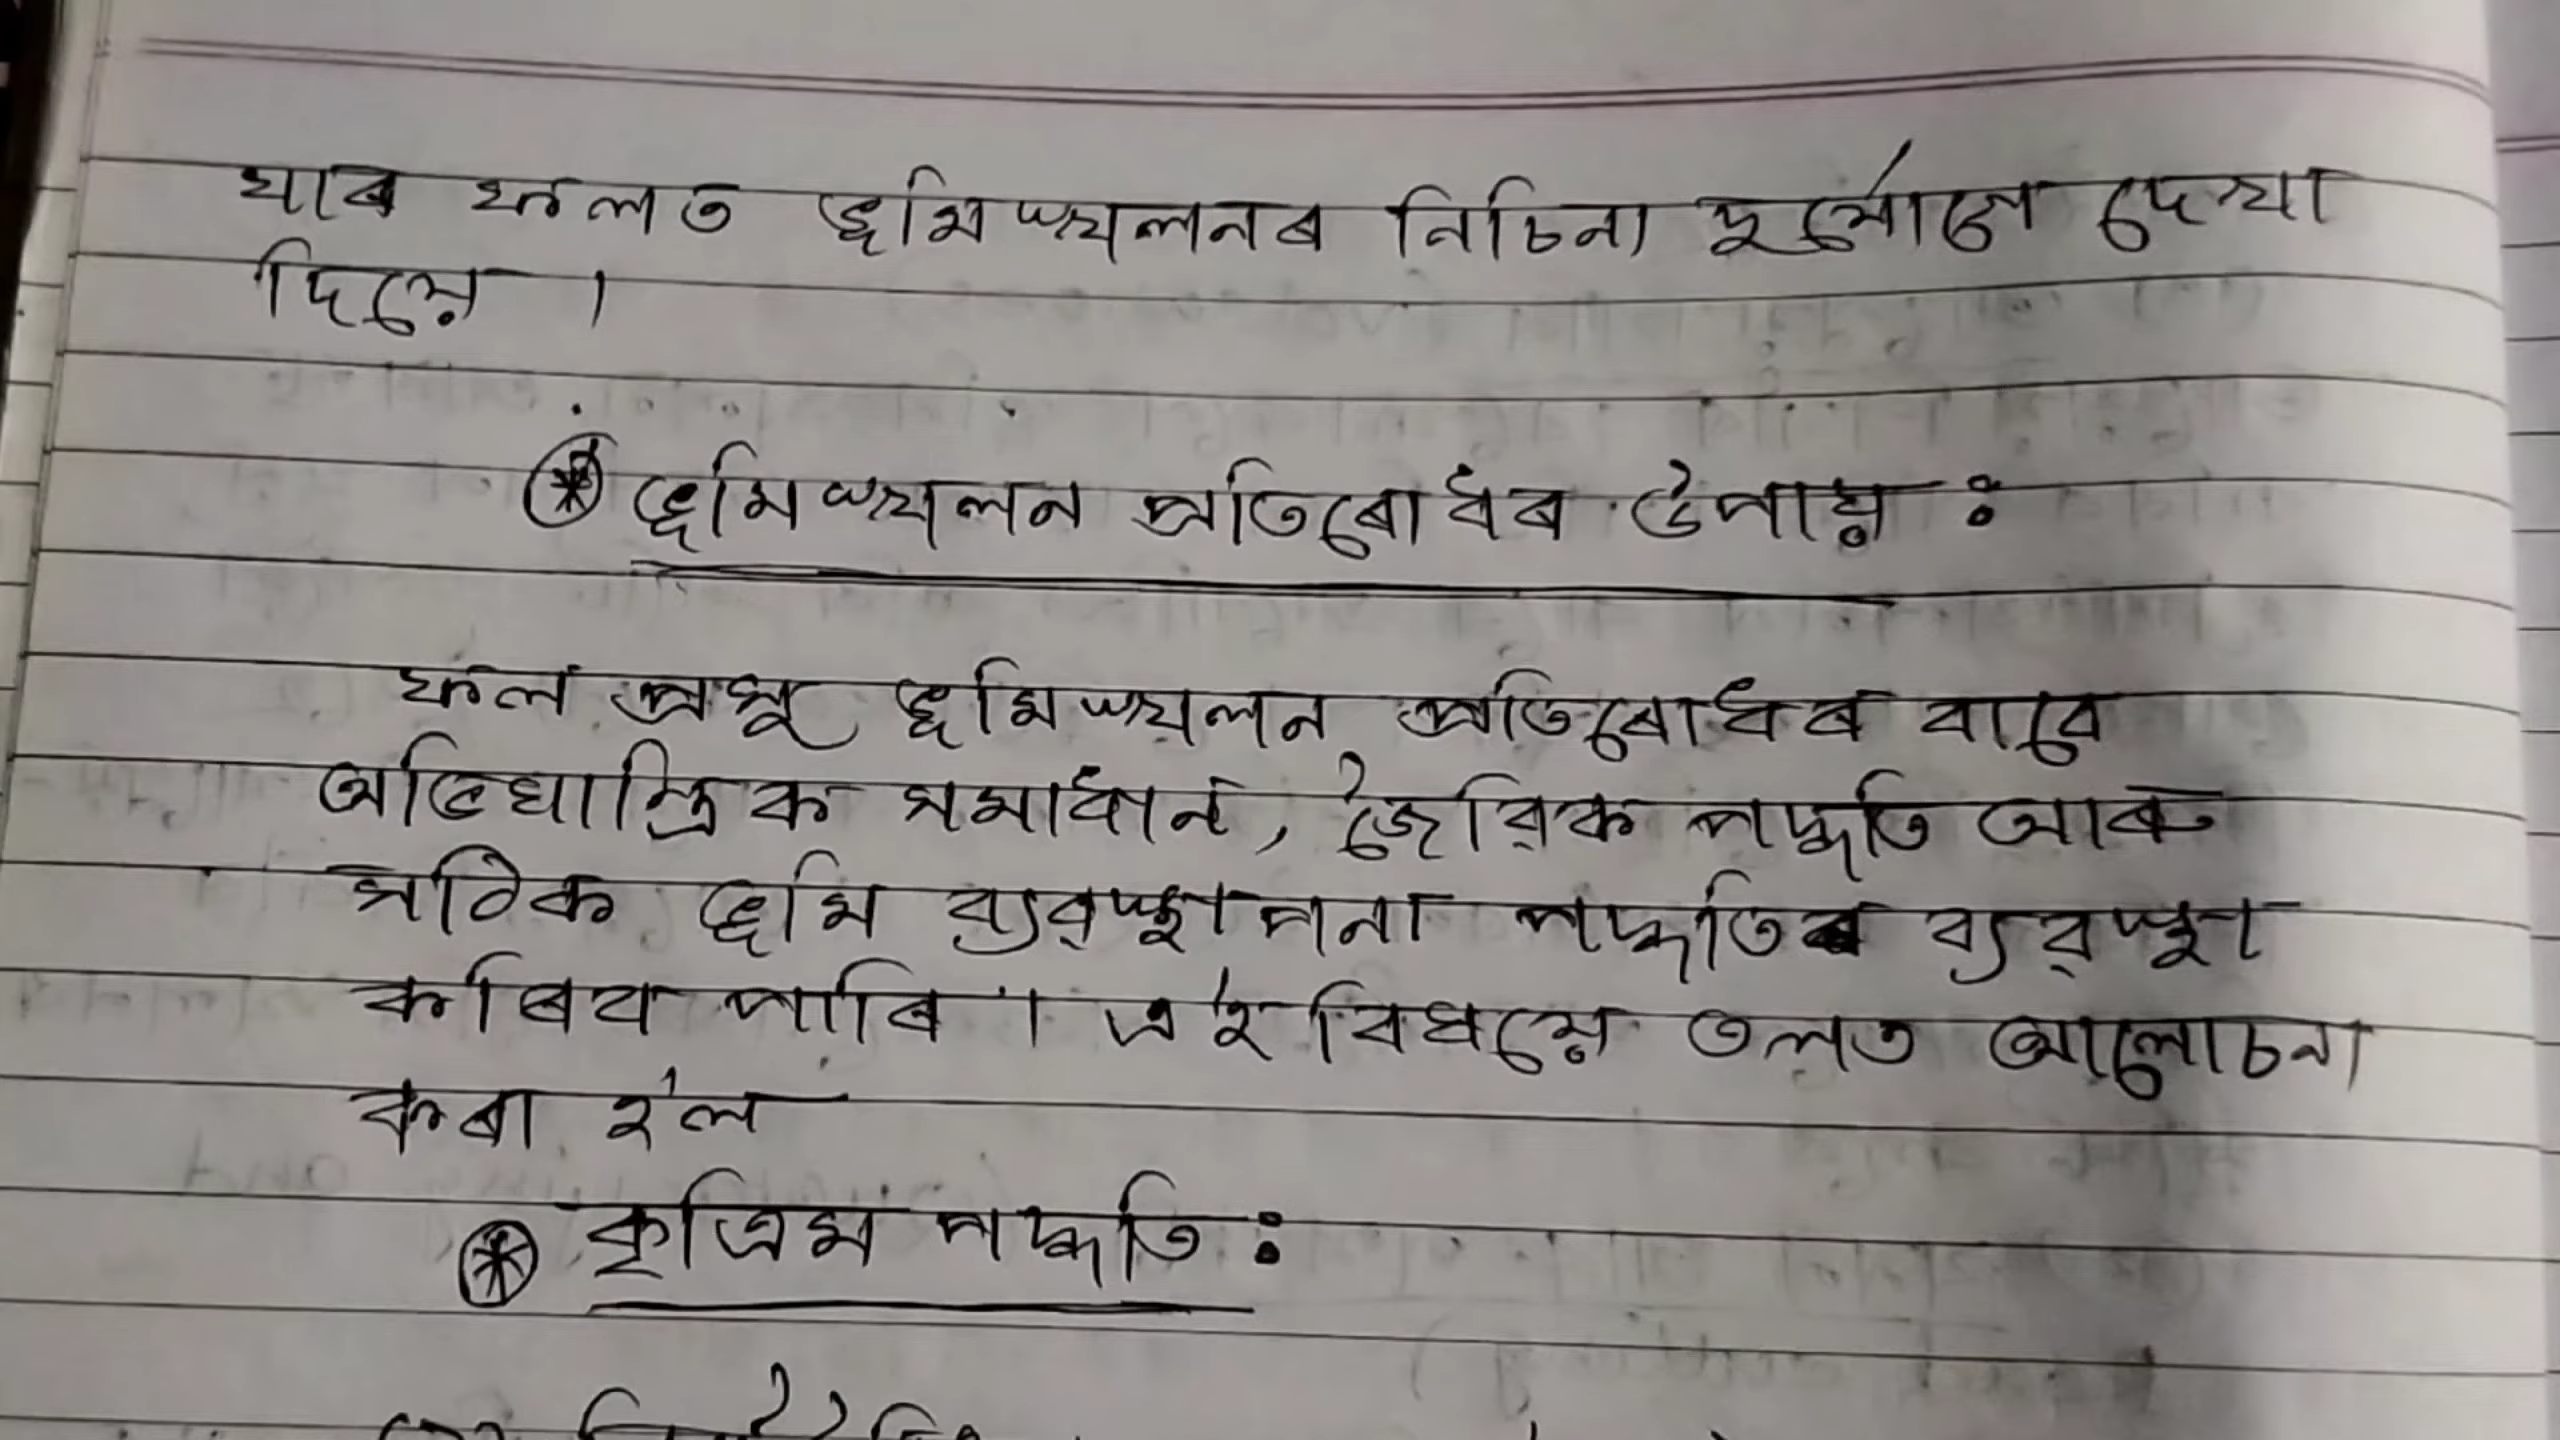 যাৰ ফলত ভূমিস্খলনৰ নিচিনা দুৰ্যোগে দেখা
দিয়ে ।
ভূমিস্খলন প্ৰতিৰোধৰ উপায় :
ফলপ্ৰসূ ভূমিস্খলন প্ৰতিৰোধৰ বাবে
অভিযান্ত্ৰিক সমাধান, জৈৱিক পদ্ধতি আৰু
সঠিক ভূমি ব্যৱস্থাপনা পদ্ধতিৰ ব্যৱস্থা
কৰিব পাৰি । এই বিষয়ে তলত আলোচনা
কৰা হ'ল
কৃত্ৰিম পদ্ধতি :